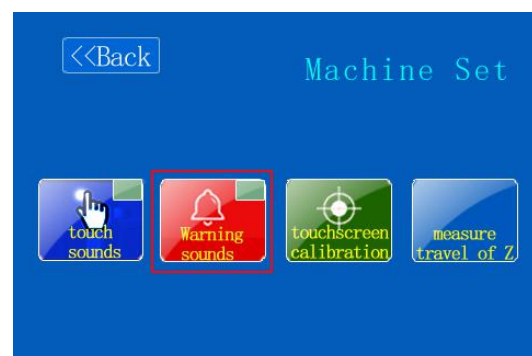 <<Back
Machine Set
touch
sounds
Warning
sounds
touchscreen
calibration
measure
travel of Z